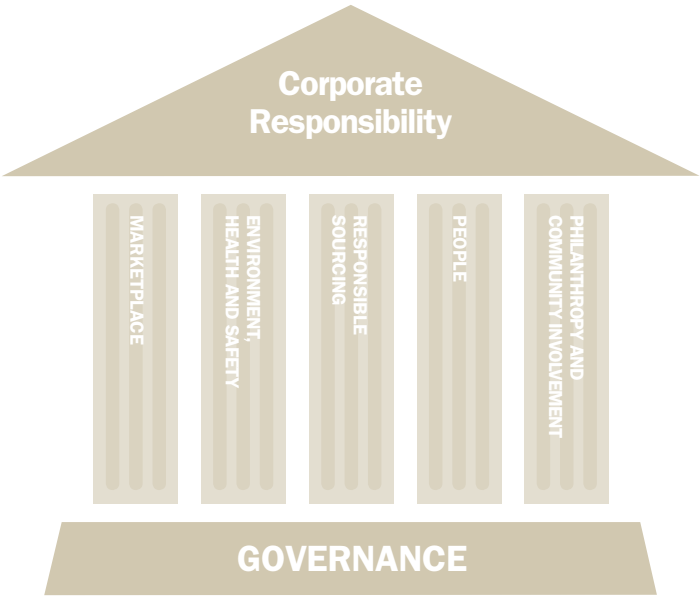 Corporate
Responsibility
MARKETPLACE
ENVIRONMENT,
HEALTH AND SAFETY
RESPONSIBLE
SOURCING
PEOPLE
PHILANTHROPY AND
COMMUNITY INVOLVEMENT
GOVERNANCE